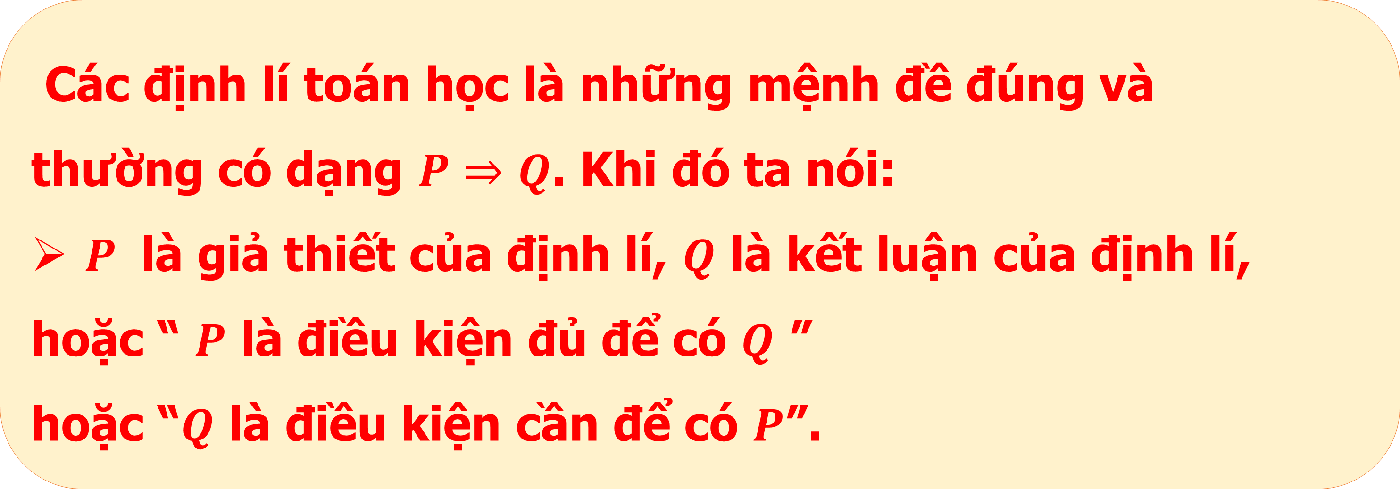 Các định lí toán học là những mệnh đề đúng và
thường có dạng P ⇒ Q. Khi đó ta nói:
➢ P là giả thiết của định lí, Q là kết luận của định lí,
hoặc “ P là điều kiện đủ để có Q ”
hoặc “Q là điều kiện cần để có P”.